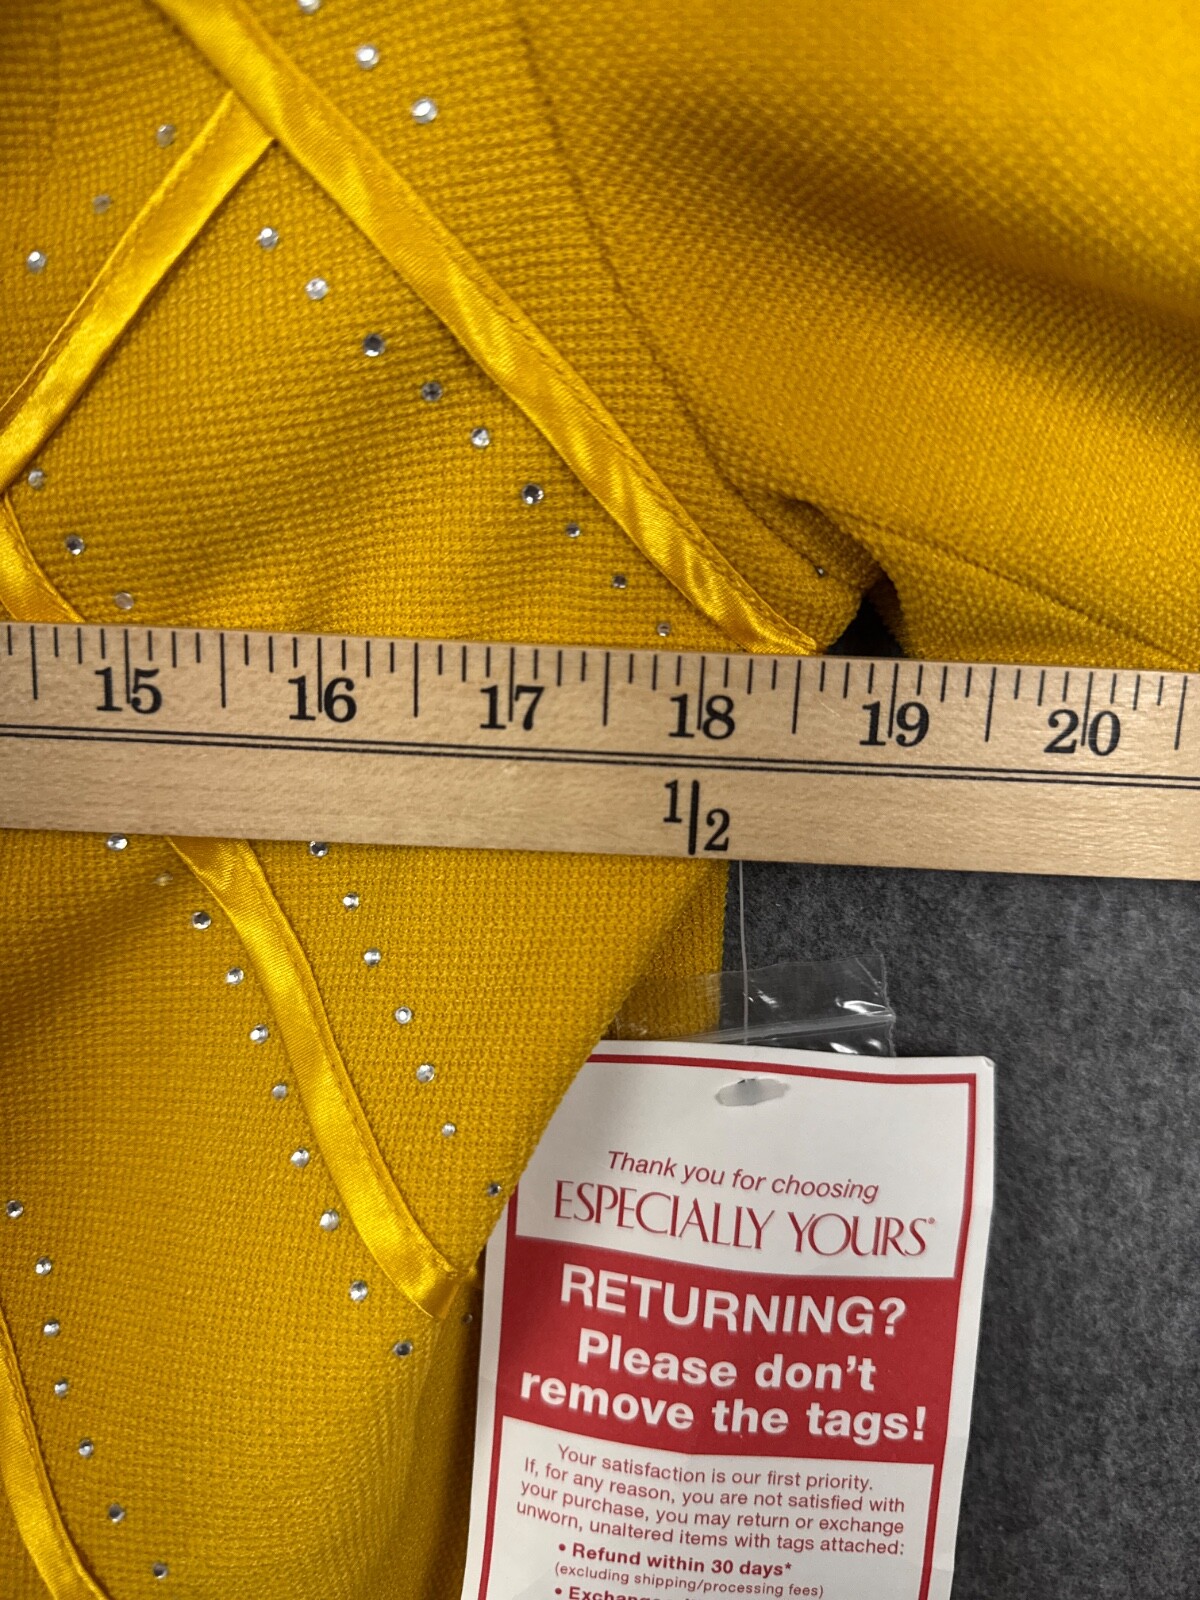 15 16 17 18 19 20
1/2
Thank you for choosing
ESPECIALLY YOURS®
RETURNING?
Please don't
remove the tags!
Your satisfaction is our first priority.
If, for any reason, you are not satisfied with
your purchase, you may return or exchange
unworn, unaltered items with tags attached:
• Refund within 30 days*
(excluding shipping/processing fees)